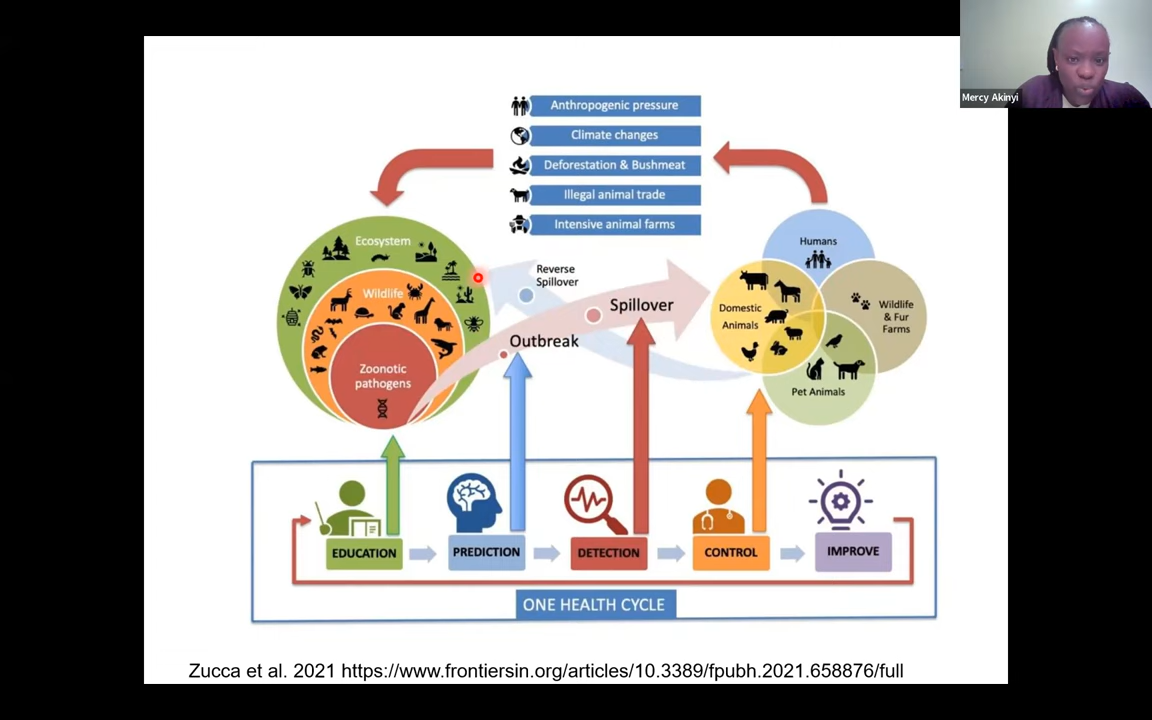 Mercy Akinyi
Anthropogenic pressure
Climate changes
Deforestation & Bushmeat
Illegal animal trade
Intensive animal farms
Ecosystem
Wildlife
Zoonotic
pathogens
Reverse
Spillover
Spillover
Outbreak
Humans
Domestic
Animals
Wildlife
& Fur
Farms
Pet Animals
EDUCATION
PREDICTION
DETECTION
CONTROL
IMPROVE
ONE HEALTH CYCLE
Zucca et al. 2021 https://www.frontiersin.org/articles/10.3389/fpubh.2021.658876/full